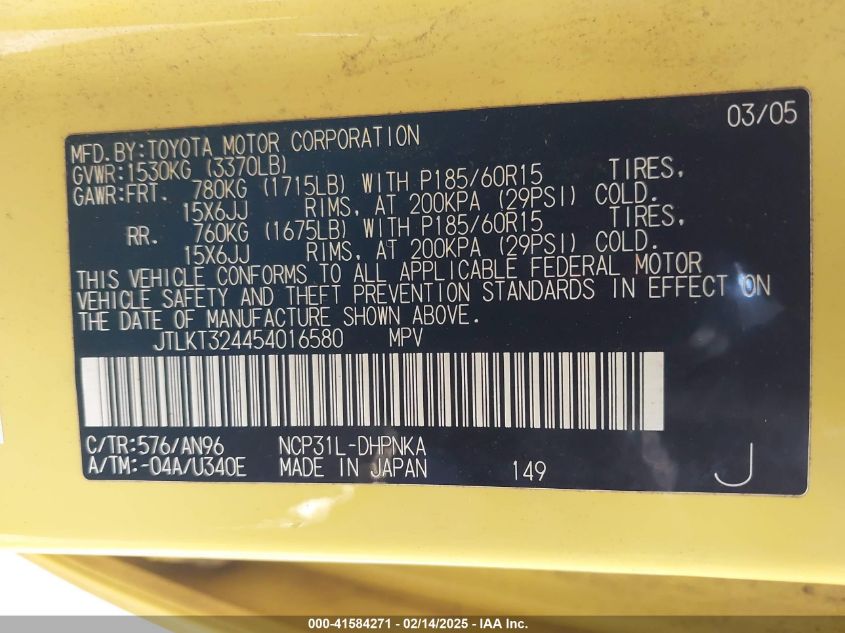 03/05
MFD.BY:TOYOTA MOTOR CORPORATION
GVWR:1530KG (3370LB)
GAWR:FRT. 780KG (1715LB) WITH P185/60R15 TIRES,
15X6JJ RIMS, AT 200KPA (29PSI) COLD.
RR. 760KG (1675LB) WITH P185/60R15 TIRES,
15X6JJ RIMS, AT 200KPA (29PSI) COLD.
THIS VEHICLE CONFORMS TO ALL APPLICABLE FEDERAL MOTOR
VEHICLE SAFETY AND THEFT PREVENTION STANDARDS IN EFFECT ON
THE DATE OF MANUFACTURE SHOWN ABOVE.
JTLKT324454016580 MPV
C/TR:576/AN96 NCP31L-DHPNKA
A/TM:-04A/U340E MADE IN JAPAN 149 J
000-41584271 - 02/14/2025 - IAA Inc.